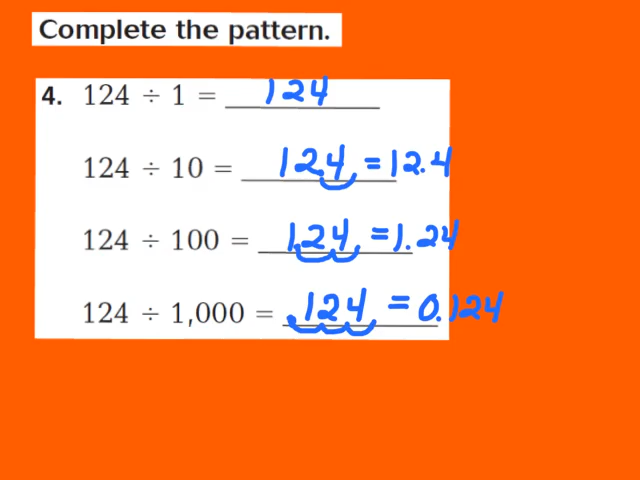 Complete the pattern.
4. 124 ÷ 1 = 124
124 ÷ 10 = 12.4 = 12.4
124 ÷ 100 = 1.24 = 1.24
124 ÷ 1,000 = .124 = 0.124